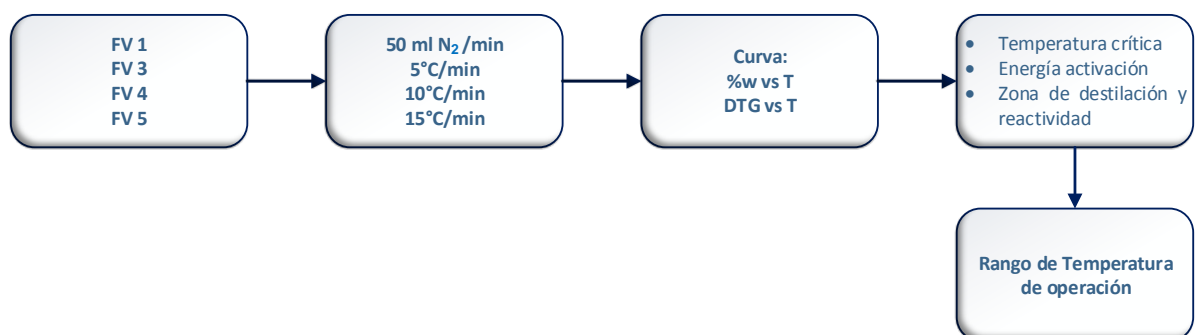 FV 1
FV 3
FV 4
FV 5
50 ml N₂ /min
5°C/min
10°C/min
15°C/min
Curva:
%w vs T
DTG vs T
• Temperatura crítica
• Energía activación
• Zona de destilación y
reactividad
Rango de Temperatura
de operación